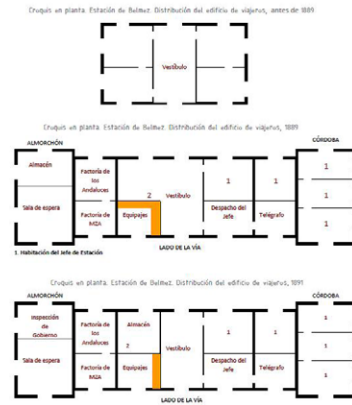 Cruquis en planta. Estación de Belmez. Distribución del edificio de viajeros, antes de 1889
Vestíbulo
Cruquis en planta. Estación de Belmez. Distribución del edificio de viajeros, 1889
ALMORCHÓN
CÓRDOBA
Almacén
Factoría de los Andaluces
1
1
1
2
Vestíbulo
1
Sala de espera
Factoría de MZA
Equipajes
Despacho del Jefe
Telégrafo
1
1. Habitación del Jefe de Estación
LADO DE LA VÍA
Cruquis en planta. Estación de Belmez. Distribución del edificio de viajeros, 1891
ALMORCHÓN
CÓRDOBA
Inspección de Gobierno
Factoría de los Andaluces
Almacén
1
1
1
2
Vestíbulo
1
Sala de espera
Factoría de MZA
Equipajes
Despacho del Jefe
Telégrafo
1
LADO DE LA VÍA